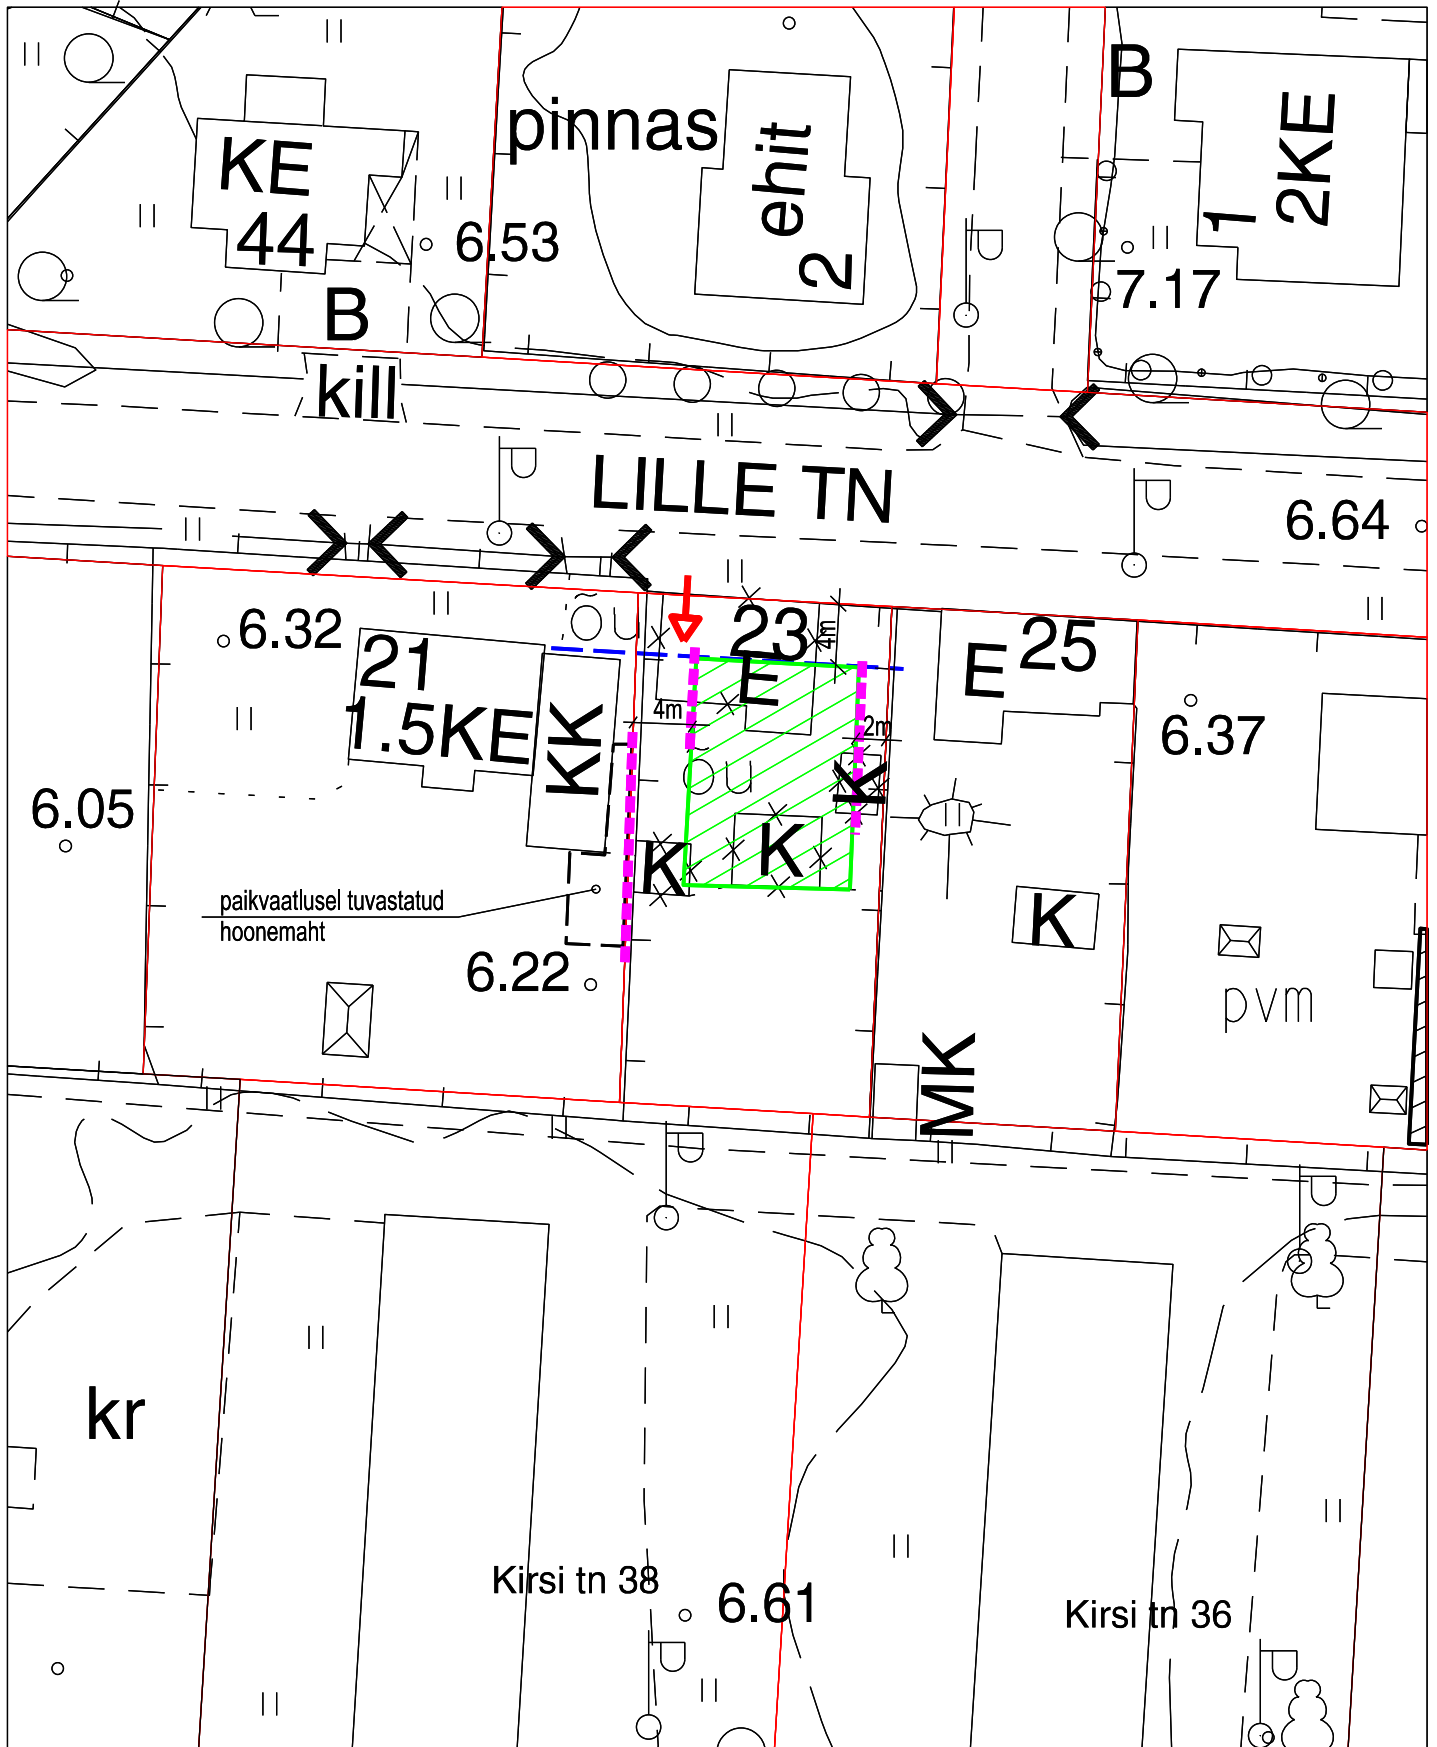 B
pinnas
ehit
2
KE
44
6.53
1
2KE
7.17
B
kill
LILLE TN
6.64
6.32
21
1.5KE
KK
õu
23
4m
E
4m
2m
õu
E
25
6.37
6.05
K
K
K
K
paikvaatlusel tuvastatud
hoonemaht
6.22
pvm
MK
kr
Kirsi tn 38
6.61
Kirsi tn 36